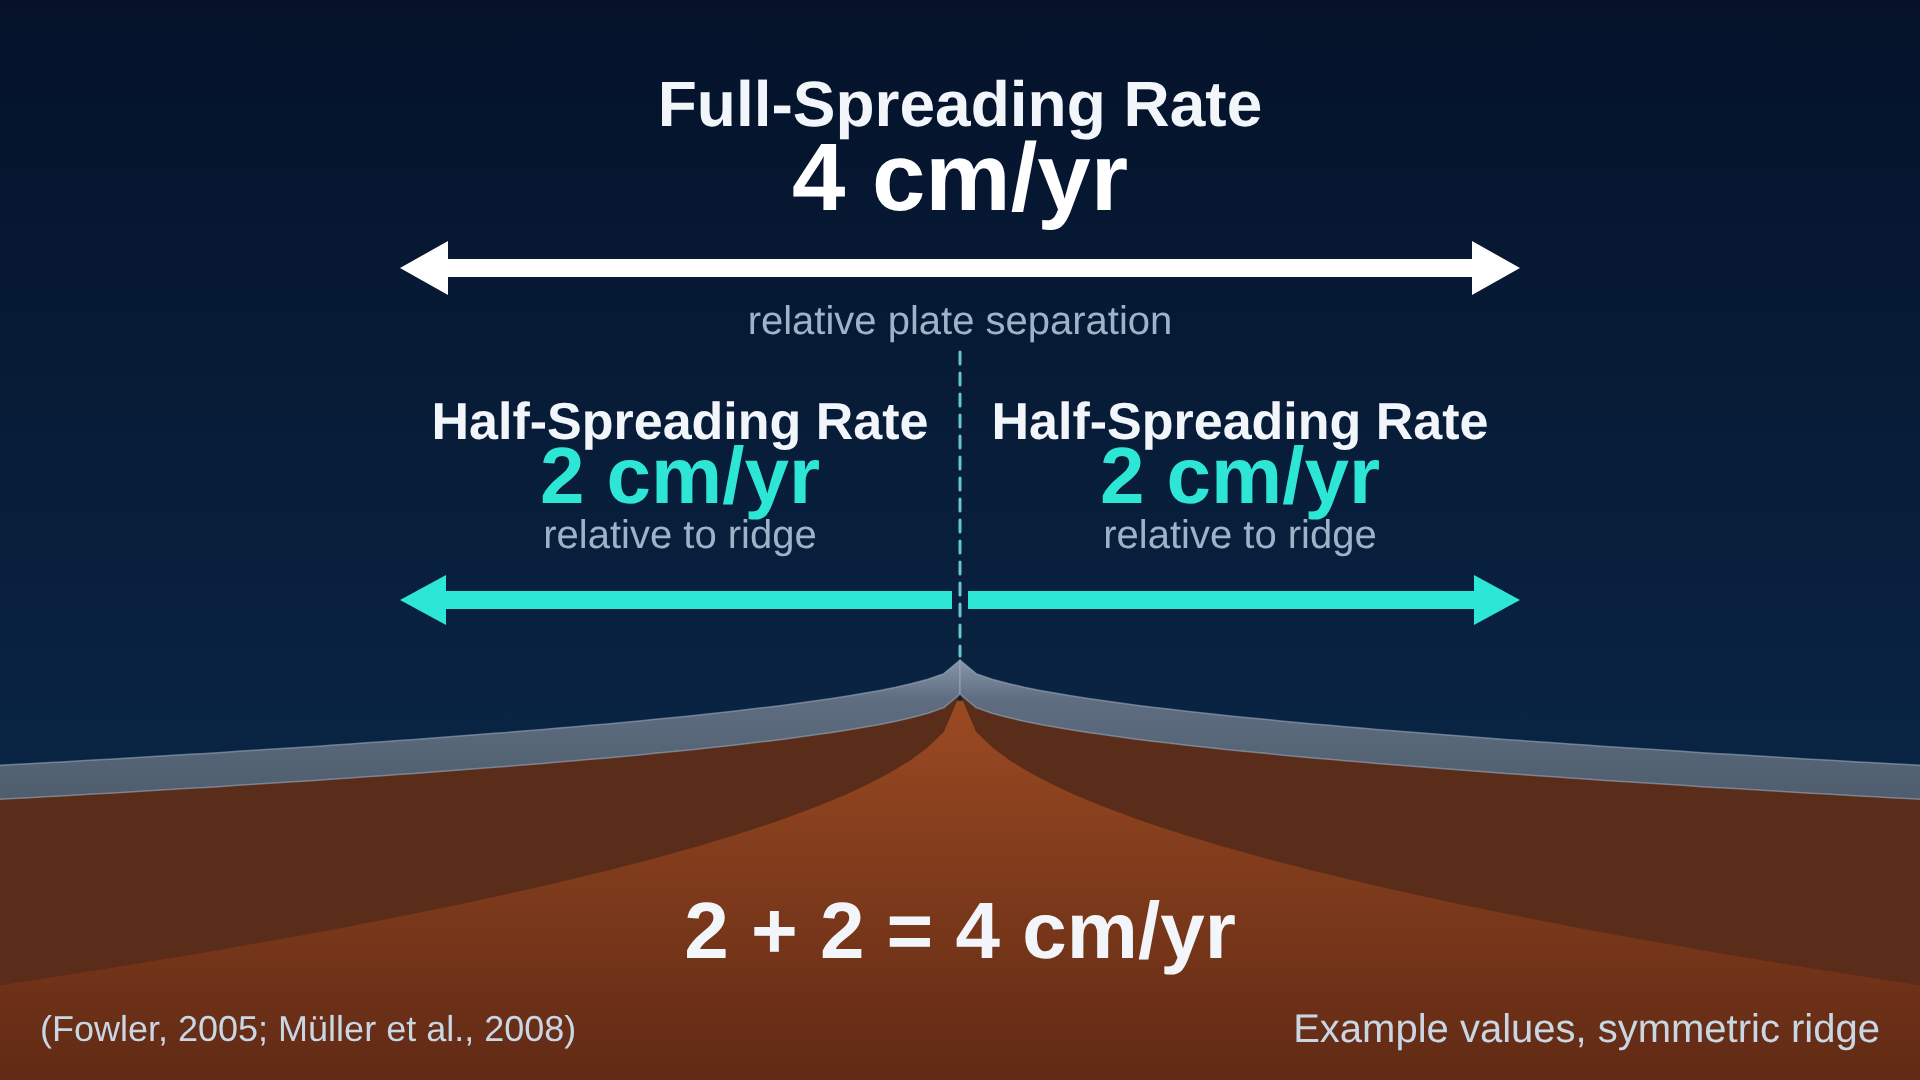 Full-Spreading Rate
4 cm/yr
relative plate separation
Half-Spreading Rate
2 cm/yr
relative to ridge
Half-Spreading Rate
2 cm/yr
relative to ridge
2 + 2 = 4 cm/yr
(Fowler, 2005; Müller et al., 2008)
Example values, symmetric ridge